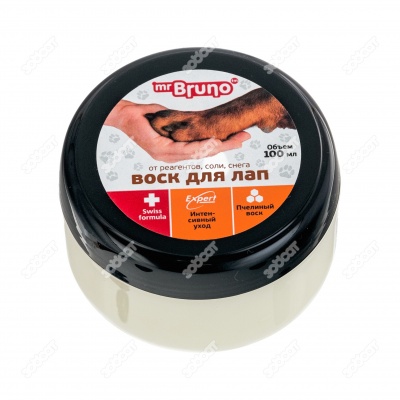 mr Bruno
Объем
100 мл
от реагентов, соли, снега
ВОСК ДЛЯ ЛАП
Swiss
formula
Expert
Интен-
сивный
уход
Пчелиный
воск